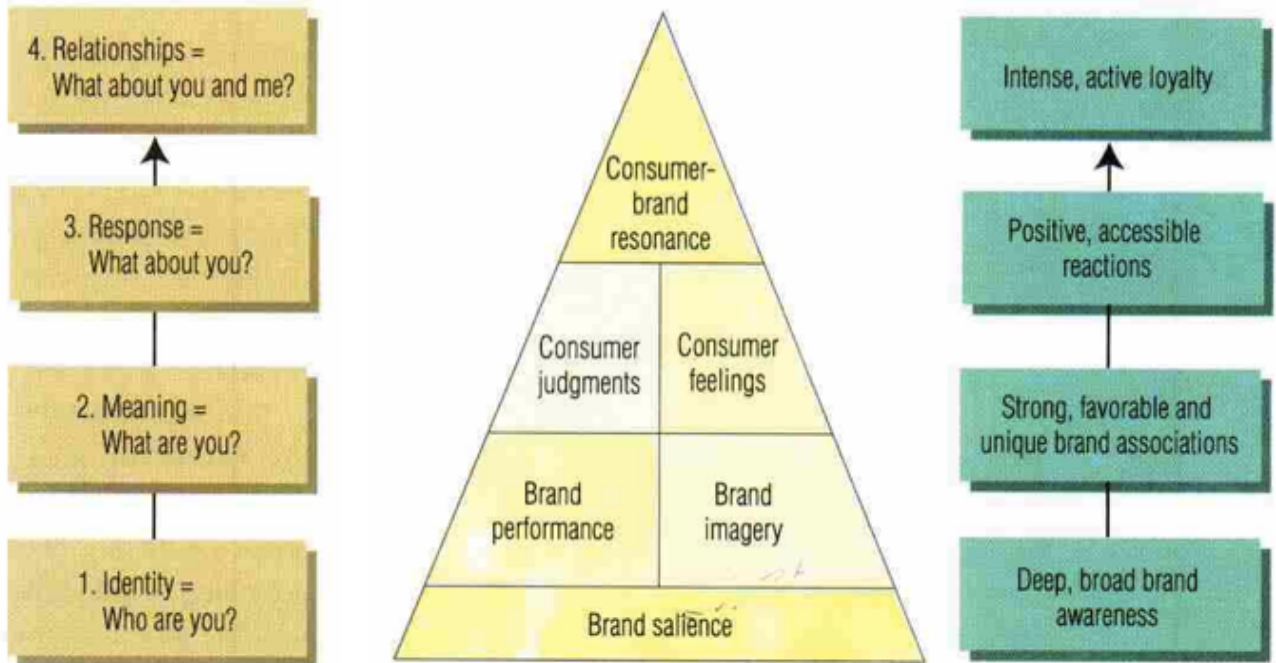 4. Relationships =
What about you and me?
3. Response =
What about you?
2. Meaning =
What are you?
1. Identity =
Who are you?
Consumer-
brand
resonance
Consumer
judgments
Consumer
feelings
Brand
performance
Brand
imagery
Brand salience
Intense, active loyalty
Positive, accessible
reactions
Strong, favorable and
unique brand associations
Deep, broad brand
awareness